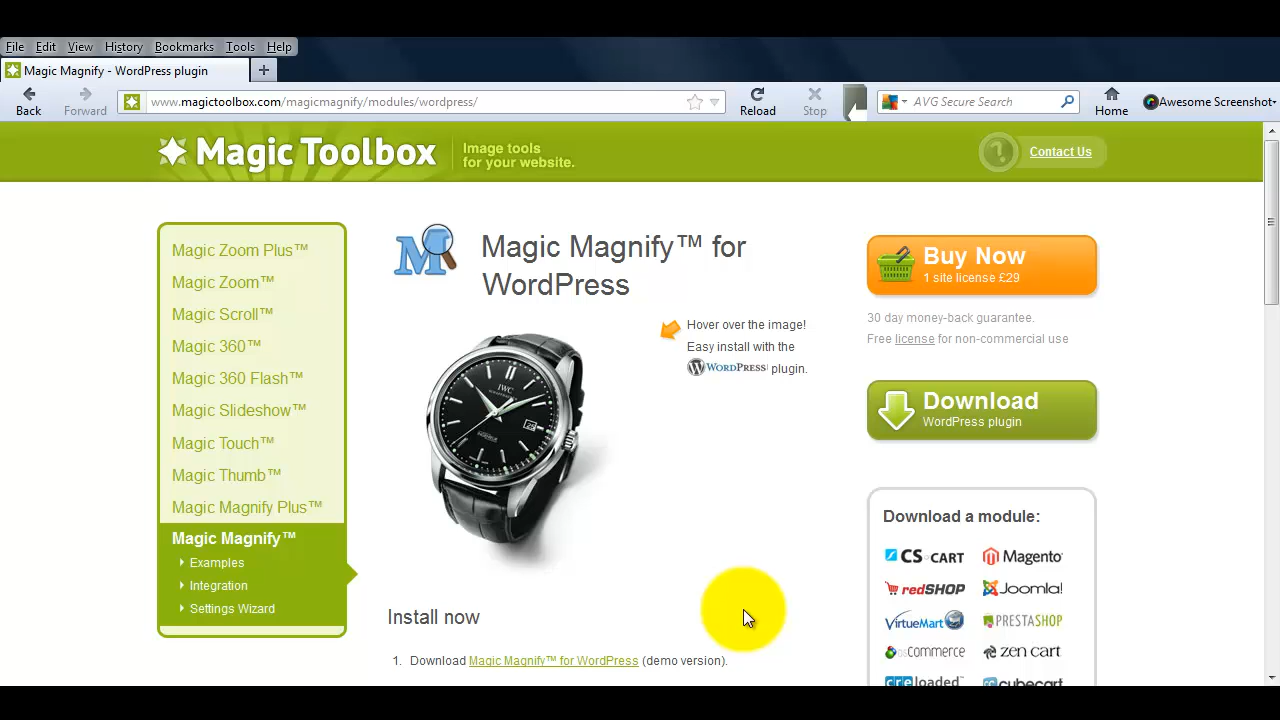 File Edit View History Bookmarks Tools Help
Magic Magnify - WordPress plugin
Back Forward www.magictoolbox.com/magicmagnify/modules/wordpress/ Reload Stop AVG Secure Search Home Awesome Screenshot-
Magic Toolbox
Image tools
for your website.
Contact Us
Magic Zoom Plus™
Magic Zoom™
Magic Scroll™
Magic 360™
Magic 360 Flash™
Magic Slideshow™
Magic Touch™
Magic Thumb™
Magic Magnify Plus™
Magic Magnify™
Examples
Integration
Settings Wizard
Magic Magnify™ for
WordPress
Hover over the image!
Easy install with the
WORDPRESS plugin.
IWC
Install now
1. Download Magic Magnify™ for WordPress (demo version).
Buy Now
1 site license £29
30 day money-back guarantee.
Free license for non-commercial use
Download
WordPress plugin
Download a module:
CS CART Magento
redSHOP Joomla!
VirtueMart PRESTASHOP
osCommerce zen cart
creloaded cubecart